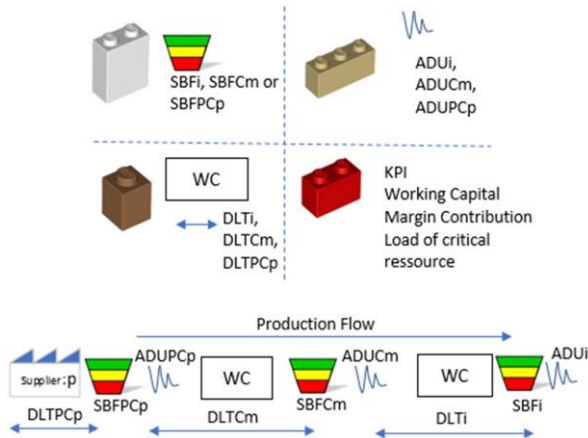 SBFi, SBFCm or
SBFPCp
ADUi,
ADUCm,
ADUPCp
WC
DLTi,
DLTCm,
DLTPCp
KPI
Working Capital
Margin Contribution
Load of critical
ressource
Production Flow
Supplier:p
SBFPCp
ADUPCp
WC
SBFCm
ADUCm
WC
SBFi
ADUi
DLTPCp
DLTCm
DLTi